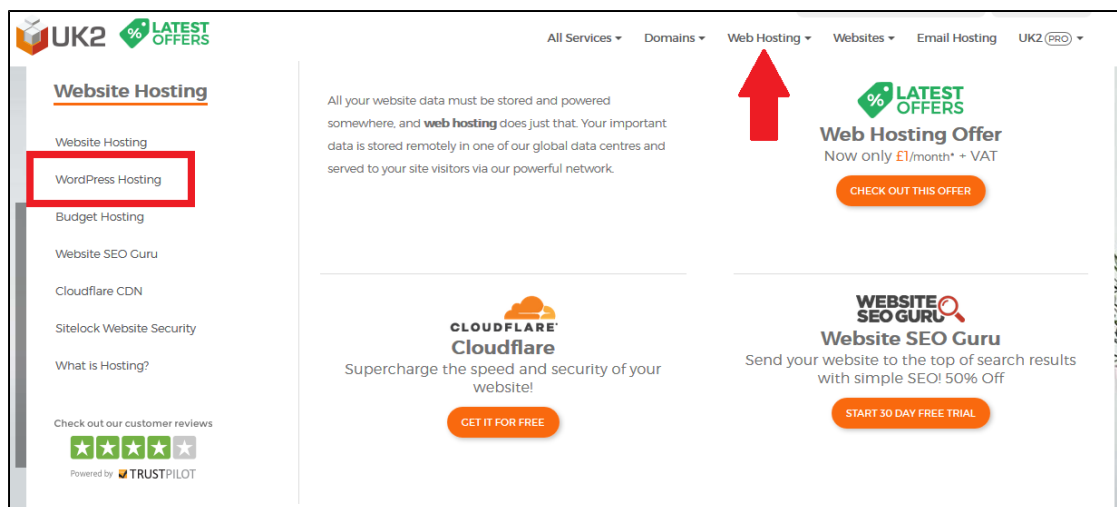 UK2 % LATEST OFFERS
All Services Domains Web Hosting Websites Email Hosting UK2 PRO
Website Hosting
Website Hosting
WordPress Hosting
Budget Hosting
Website SEO Guru
Cloudflare CDN
Sitelock Website Security
What is Hosting?
Check out our customer reviews
Powered by TRUSTPILOT
All your website data must be stored and powered
somewhere, and web hosting does just that. Your important
data is stored remotely in one of our global data centres and
served to your site visitors via our powerful network.
% LATEST
OFFERS
Web Hosting Offer
Now only £1/month* + VAT
CHECK OUT THIS OFFER
CLOUDFLARE
Cloudflare
Supercharge the speed and security of your
website!
GET IT FOR FREE
WEBSITE
SEO GURU
Website SEO Guru
Send your website to the top of search results
with simple SEO! 50% Off
START 30 DAY FREE TRIAL